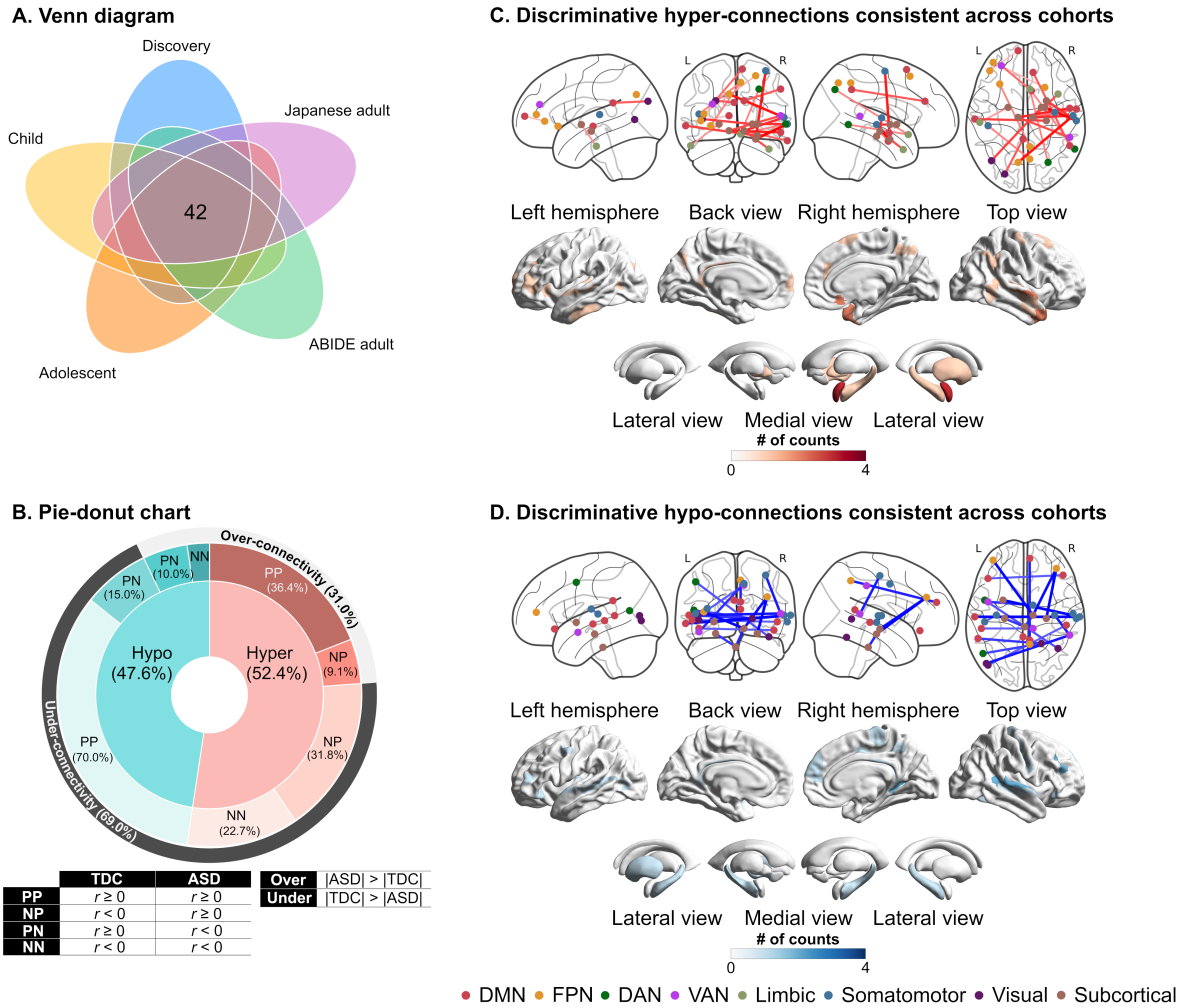 A. Venn diagram
Discovery
Japanese adult
Child
42
ABIDE adult
Adolescent
B. Pie-donut chart
Over-connectivity (31.0%)
Under-connectivity (69.0%)
NN
PN
(10.0%)
PN
(15.0%)
PP
(36.4%)
Hypo
(47.6%)
Hyper
(52.4%)
NP
(9.1%)
PP
(70.0%)
NP
(31.8%)
NN
(22.7%)
TDC ASD
PP r ≥ 0 r ≥ 0
NP r < 0 r ≥ 0
PN r ≥ 0 r < 0
NN r < 0 r < 0
Over |ASD| > |TDC|
Under |TDC| > |ASD|
C. Discriminative hyper-connections consistent across cohorts
L R L R
Left hemisphere Back view Right hemisphere Top view
Lateral view Medial view Lateral view
# of counts
0 4
D. Discriminative hypo-connections consistent across cohorts
L R L R
Left hemisphere Back view Right hemisphere Top view
Lateral view Medial view Lateral view
# of counts
0 4
DMN FPN DAN VAN Limbic Somatomotor Visual Subcortical